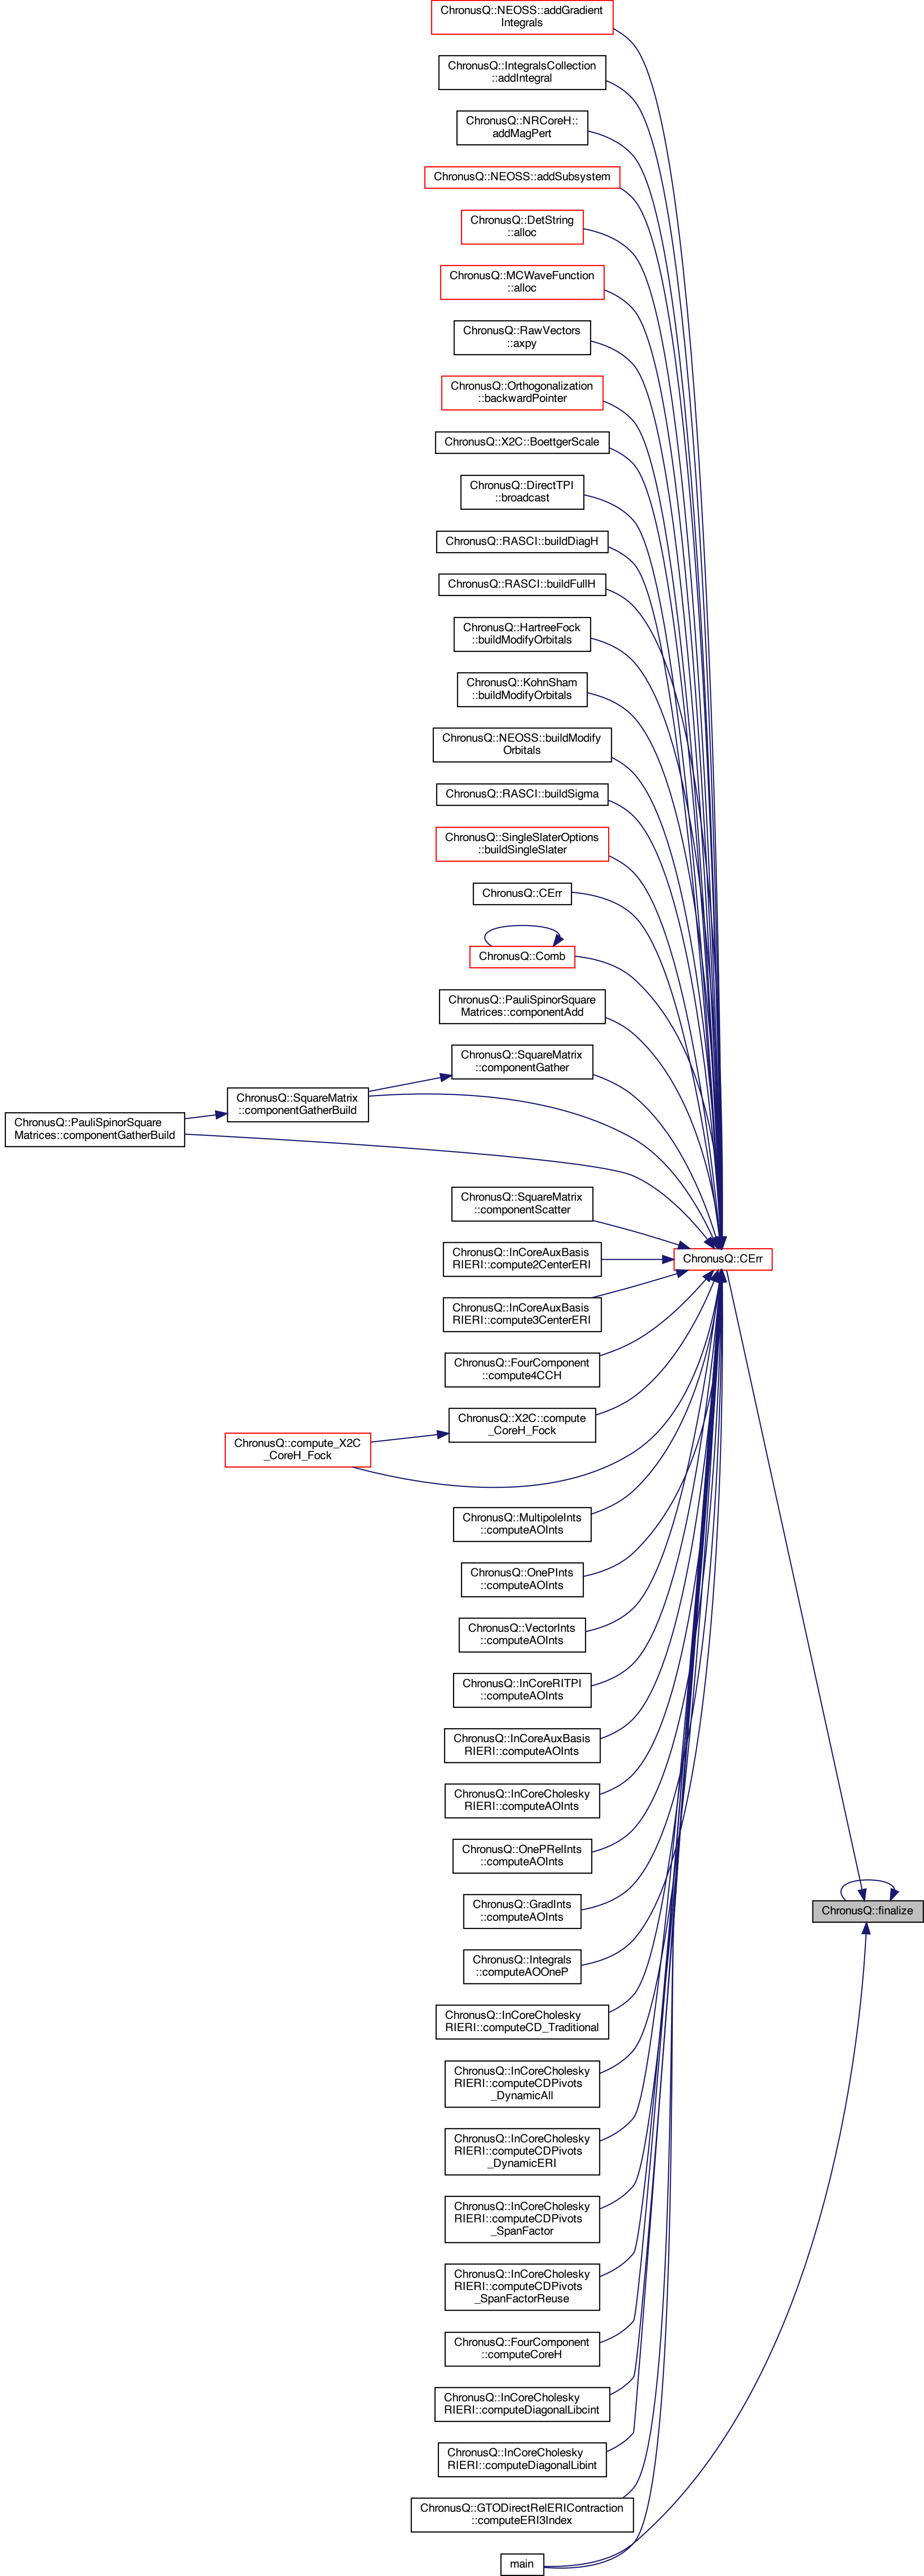 ChronusQ::NEOSS::addGradient
Integrals
ChronusQ::IntegralsCollection
::addIntegral
ChronusQ::NRCoreH::
addMagPert
ChronusQ::NEOSS::addSubsystem
ChronusQ::DetString
::alloc
ChronusQ::MCWaveFunction
::alloc
ChronusQ::RawVectors
::axpy
ChronusQ::Orthogonalization
::backwardPointer
ChronusQ::X2C::BoettgerScale
ChronusQ::DirectTPI
::broadcast
ChronusQ::RASCI::buildDiagH
ChronusQ::RASCI::buildFullH
ChronusQ::HartreeFock
::buildModifyOrbitals
ChronusQ::KohnSham
::buildModifyOrbitals
ChronusQ::NEOSS::buildModify
Orbitals
ChronusQ::RASCI::buildSigma
ChronusQ::SingleSlaterOptions
::buildSingleSlater
ChronusQ::CErr
ChronusQ::Comb
ChronusQ::PauliSpinorSquare
Matrices::componentAdd
ChronusQ::SquareMatrix
::componentGather
ChronusQ::SquareMatrix
::componentGatherBuild
ChronusQ::PauliSpinorSquare
Matrices::componentGatherBuild
ChronusQ::SquareMatrix
::componentScatter
ChronusQ::CErr
ChronusQ::InCoreAuxBasis
RIERI::compute2CenterERI
ChronusQ::InCoreAuxBasis
RIERI::compute3CenterERI
ChronusQ::FourComponent
::compute4CCH
ChronusQ::X2C::compute
_CoreH_Fock
ChronusQ::compute_X2C
_CoreH_Fock
ChronusQ::MultipoleInts
::computeAOInts
ChronusQ::OnePInts
::computeAOInts
ChronusQ::VectorInts
::computeAOInts
ChronusQ::InCoreRITPI
::computeAOInts
ChronusQ::InCoreAuxBasis
RIERI::computeAOInts
ChronusQ::InCoreCholesky
RIERI::computeAOInts
ChronusQ::OnePRelInts
::computeAOInts
ChronusQ::GradInts
::computeAOInts
ChronusQ::finalize
ChronusQ::Integrals
::computeAOOneP
ChronusQ::InCoreCholesky
RIERI::computeCD_Traditional
ChronusQ::InCoreCholesky
RIERI::computeCDPivots
_DynamicAll
ChronusQ::InCoreCholesky
RIERI::computeCDPivots
_DynamicERI
ChronusQ::InCoreCholesky
RIERI::computeCDPivots
_SpanFactor
ChronusQ::InCoreCholesky
RIERI::computeCDPivots
_SpanFactorReuse
ChronusQ::FourComponent
::computeCoreH
ChronusQ::InCoreCholesky
RIERI::computeDiagonalLibcint
ChronusQ::InCoreCholesky
RIERI::computeDiagonalLibint
ChronusQ::GTODirectRelERIContraction
::computeERI3Index
main